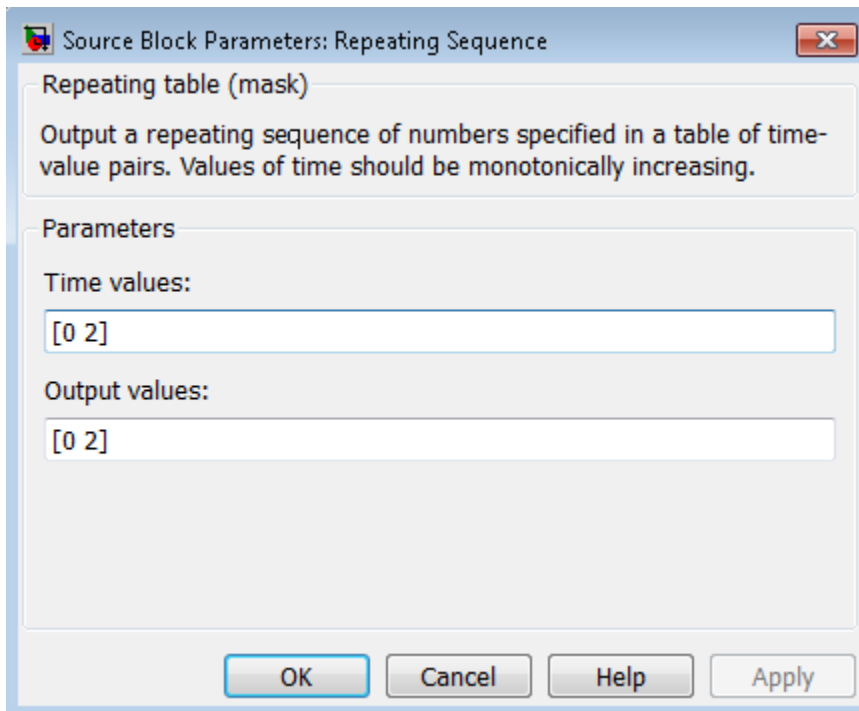 Source Block Parameters: Repeating Sequence
Repeating table (mask)
Output a repeating sequence of numbers specified in a table of time-
value pairs. Values of time should be monotonically increasing.
Parameters
Time values:
[0 2]
Output values:
[0 2]
OK Cancel Help Apply